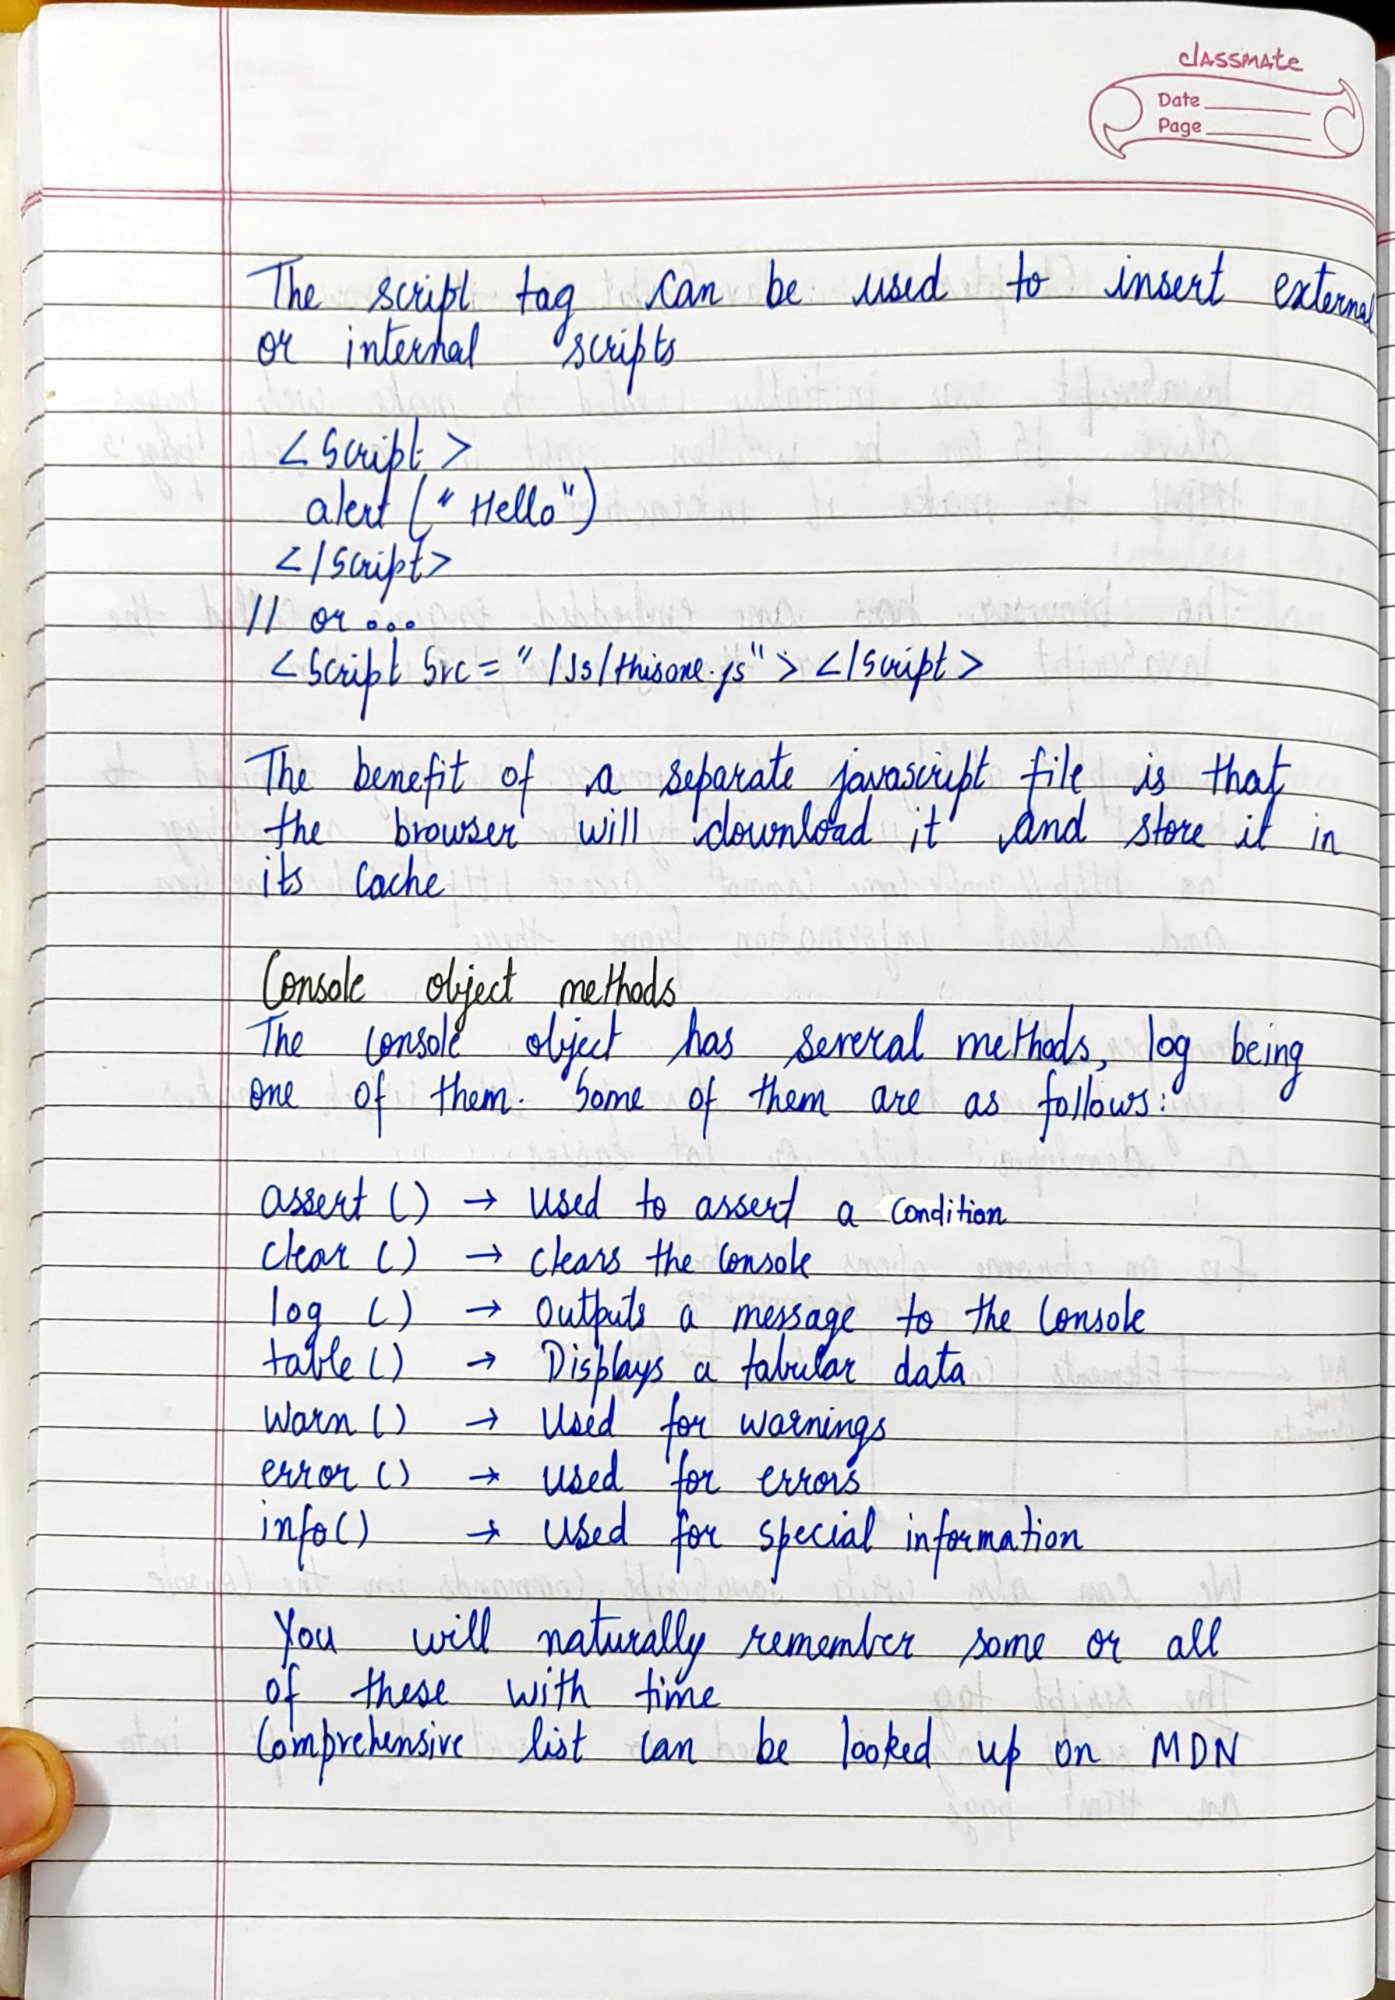 classmate
Date
Page
The script tag can be used to insert external
or internal scripts
<Script>
alert ("Hello")
</Script>
// or ...
<Script Src = "/Js/thisone.js"> </Script>
The benefit of a separate javascript file is that
the browser will download it and store it in
its cache
Console object methods
The console object has several methods, log being
one of them. Some of them are as follows:
assert () → used to assert a condition
clear () → clears the console
log () → Outputs a message to the console
table () → Displays a tabular data
warn () → Used for warnings
error () → used for errors
info () → used for special information
You will naturally remember some or all
of these with time
Comprehensive list can be looked up on MDN